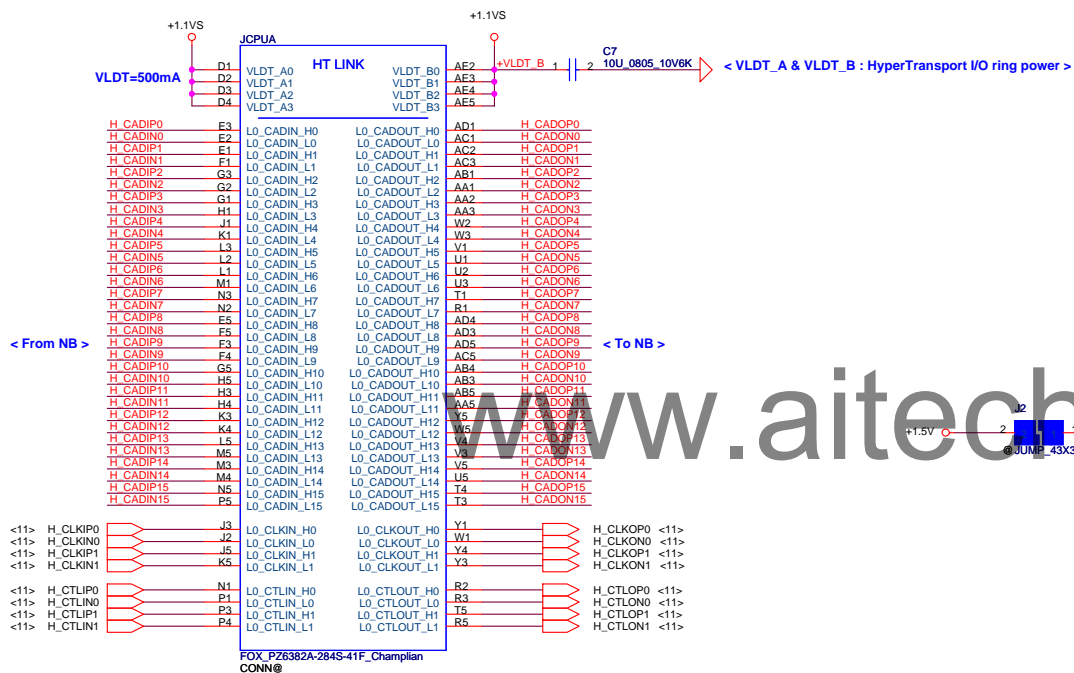 +1.1VS
+1.1VS
JCPUA
HT LINK
VLDT=500mA
D1 VLDT_A0 VLDT_B0 AE2 +VLDT_B 1 2 C7
D2 VLDT_A1 VLDT_B1 AE3 10U_0805_10V6K
D3 VLDT_A2 VLDT_B2 AE4
D4 VLDT_A3 VLDT_B3 AE5
< VLDT_A & VLDT_B : HyperTransport I/O ring power >
H_CADIP0 E3 L0_CADIN_H0 L0_CADOUT_H0 AD1 H_CADOP0
H_CADIN0 E2 L0_CADIN_L0 L0_CADOUT_L0 AC1 H_CADON0
H_CADIP1 E1 L0_CADIN_H1 L0_CADOUT_H1 AC2 H_CADOP1
H_CADIN1 F1 L0_CADIN_L1 L0_CADOUT_L1 AC3 H_CADON1
H_CADIP2 G3 L0_CADIN_H2 L0_CADOUT_H2 AB1 H_CADOP2
H_CADIN2 G2 L0_CADIN_L2 L0_CADOUT_L2 AA1 H_CADON2
H_CADIP3 G1 L0_CADIN_H3 L0_CADOUT_H3 AA2 H_CADOP3
H_CADIN3 H1 L0_CADIN_L3 L0_CADOUT_L3 AA3 H_CADON3
H_CADIP4 J1 L0_CADIN_H4 L0_CADOUT_H4 W2 H_CADOP4
H_CADIN4 K1 L0_CADIN_L4 L0_CADOUT_L4 W3 H_CADON4
H_CADIP5 L3 L0_CADIN_H5 L0_CADOUT_H5 V1 H_CADOP5
H_CADIN5 L2 L0_CADIN_L5 L0_CADOUT_L5 U1 H_CADON5
H_CADIP6 L1 L0_CADIN_H6 L0_CADOUT_H6 U2 H_CADOP6
H_CADIN6 M1 L0_CADIN_L6 L0_CADOUT_L6 U3 H_CADON6
H_CADIP7 N3 L0_CADIN_H7 L0_CADOUT_H7 T1 H_CADOP7
H_CADIN7 N2 L0_CADIN_L7 L0_CADOUT_L7 R1 H_CADON7
H_CADIP8 E5 L0_CADIN_H8 L0_CADOUT_H8 AD4 H_CADOP8
H_CADIN8 F5 L0_CADIN_L8 L0_CADOUT_L8 AD3 H_CADON8
H_CADIP9 F3 L0_CADIN_H9 L0_CADOUT_H9 AD5 H_CADOP9
H_CADIN9 F4 L0_CADIN_L9 L0_CADOUT_L9 AC5 H_CADON9
H_CADIP10 G5 L0_CADIN_H10 L0_CADOUT_H10 AB4 H_CADOP10
H_CADIN10 H5 L0_CADIN_L10 L0_CADOUT_L10 AB3 H_CADON10
H_CADIP11 H3 L0_CADIN_H11 L0_CADOUT_H11 AB5 H_CADOP11
H_CADIN11 H4 L0_CADIN_L11 L0_CADOUT_L11 AA5 H_CADON11
H_CADIP12 K3 L0_CADIN_H12 L0_CADOUT_H12 Y5 H_CADOP12
H_CADIN12 K4 L0_CADIN_L12 L0_CADOUT_L12 W5 H_CADON12
H_CADIP13 L5 L0_CADIN_H13 L0_CADOUT_H13 V4 H_CADOP13
H_CADIN13 M5 L0_CADIN_L13 L0_CADOUT_L13 V3 H_CADON13
H_CADIP14 M3 L0_CADIN_H14 L0_CADOUT_H14 V5 H_CADOP14
H_CADIN14 M4 L0_CADIN_L14 L0_CADOUT_L14 U5 H_CADON14
H_CADIP15 N5 L0_CADIN_H15 L0_CADOUT_H15 T4 H_CADOP15
H_CADIN15 P5 L0_CADIN_L15 L0_CADOUT_L15 T3 H_CADON15
< From NB >
< To NB >
www.aitech
J2
+1.5V 2 1
@JUMP_43X3
<11> H_CLKIP0 J3 L0_CLKIN_H0 L0_CLKOUT_H0 Y1 H_CLKOP0 <11>
<11> H_CLKIN0 J2 L0_CLKIN_L0 L0_CLKOUT_L0 W1 H_CLKON0 <11>
<11> H_CLKIP1 J5 L0_CLKIN_H1 L0_CLKOUT_H1 Y4 H_CLKOP1 <11>
<11> H_CLKIN1 K5 L0_CLKIN_L1 L0_CLKOUT_L1 Y3 H_CLKON1 <11>
<11> H_CTLIP0 N1 L0_CTLIN_H0 L0_CTLOUT_H0 R2 H_CTLOP0 <11>
<11> H_CTLIN0 P1 L0_CTLIN_L0 L0_CTLOUT_L0 R3 H_CTLON0 <11>
<11> H_CTLIP1 P3 L0_CTLIN_H1 L0_CTLOUT_H1 T5 H_CTLOP1 <11>
<11> H_CTLIN1 P4 L0_CTLIN_L1 L0_CTLOUT_L1 R5 H_CTLON1 <11>
FOX_PZ6382A-284S-41F_Champlian
CONN@